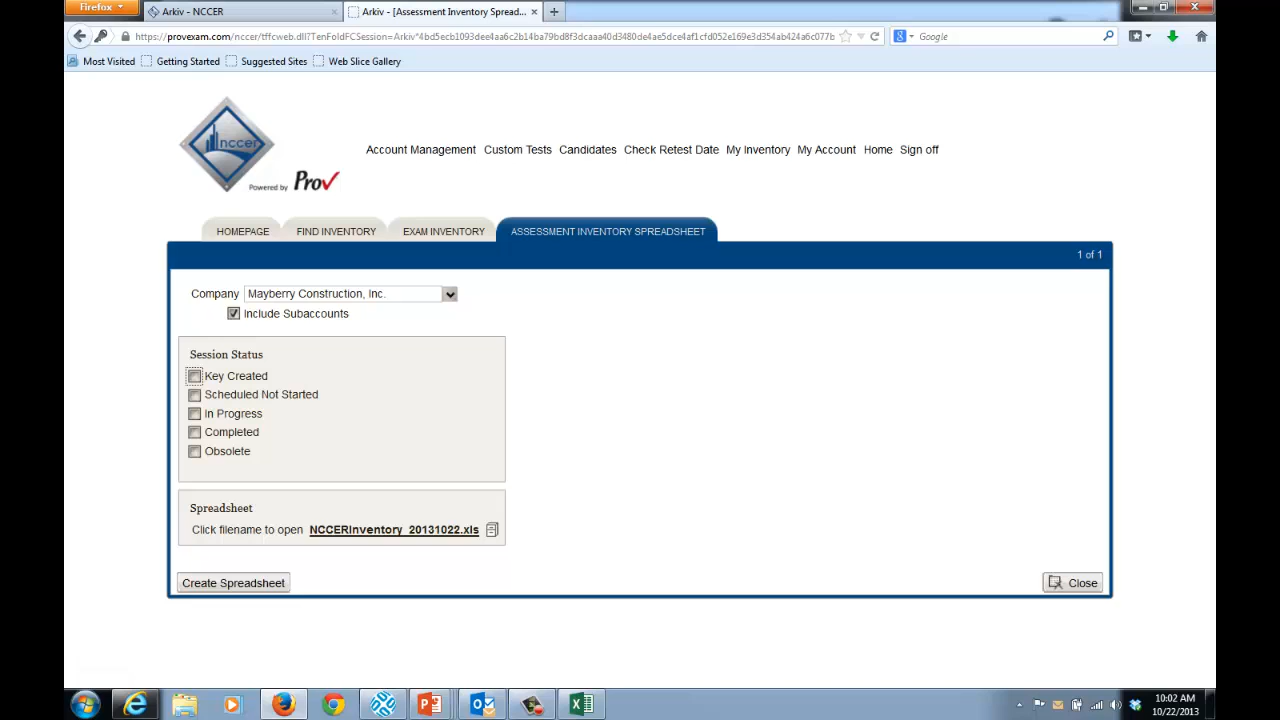 Firefox
Arkiv - NCCER
Arkiv - [Assessment Inventory Spread...
https://provexam.com/nccer/tffcweb.dll?TenFoldFCSession=Arkiv*4bd5ecb1093dee4aa6c2b14ba79bd8f3dcaaa40d3480de4ae5dce4af1cfd052e169e3d354ab424a6c077b
Google
Most Visited Getting Started Suggested Sites Web Slice Gallery
nccer
Powered by Prov
Account Management Custom Tests Candidates Check Retest Date My Inventory My Account Home Sign off
HOMEPAGE FIND INVENTORY EXAM INVENTORY ASSESSMENT INVENTORY SPREADSHEET
1 of 1
Company Mayberry Construction, Inc.
Include Subaccounts
Session Status
Key Created
Scheduled Not Started
In Progress
Completed
Obsolete
Spreadsheet
Click filename to open NCCERInventory_20131022.xls
Create Spreadsheet
Close
10:02 AM
10/22/2013